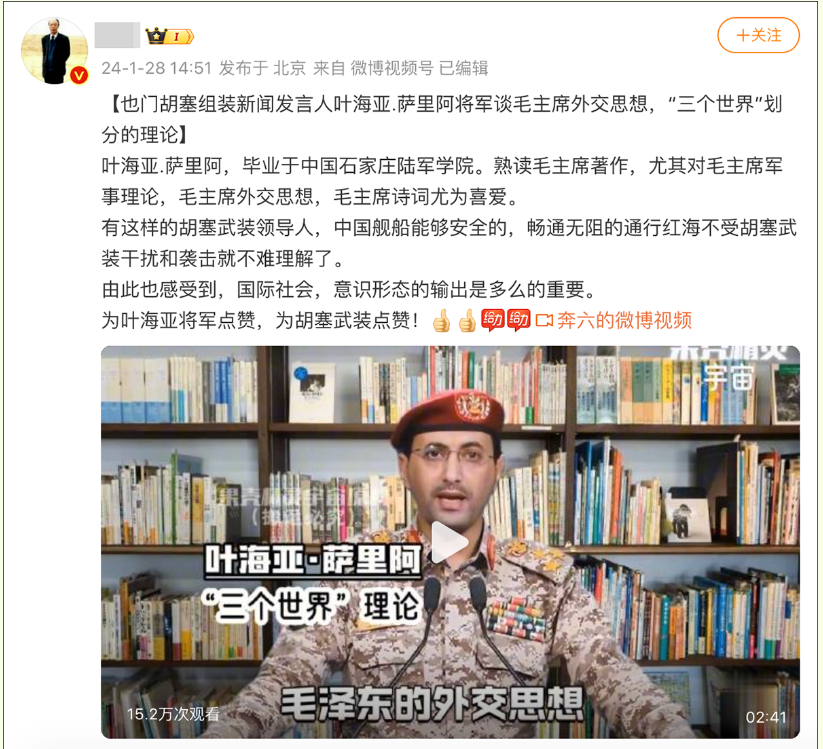 I
+关注
24-1-28 14:51 发布于 北京 来自 微博视频号 已编辑
【也门胡塞组装新闻发言人叶海亚.萨里阿将军谈毛主席外交思想，“三个世界”划
分的理论】
叶海亚.萨里阿，毕业于中国石家庄陆军学院。熟读毛主席著作，尤其对毛主席军
事理论，毛主席外交思想，毛主席诗词尤为喜爱。
有这样的胡塞武装领导人，中国舰船能够安全的，畅通无阻的通行红海不受胡塞武
装干扰和袭击就不难理解了。
由此也感受到，国际社会，意识形态的输出是多么的重要。
为叶海亚将军点赞，为胡塞武装点赞！给力 给力 奔六的微博视频
宇宙
叶海亚·萨里阿
“三个世界”理论
毛泽东的外交思想
15.2万次观看
02:41